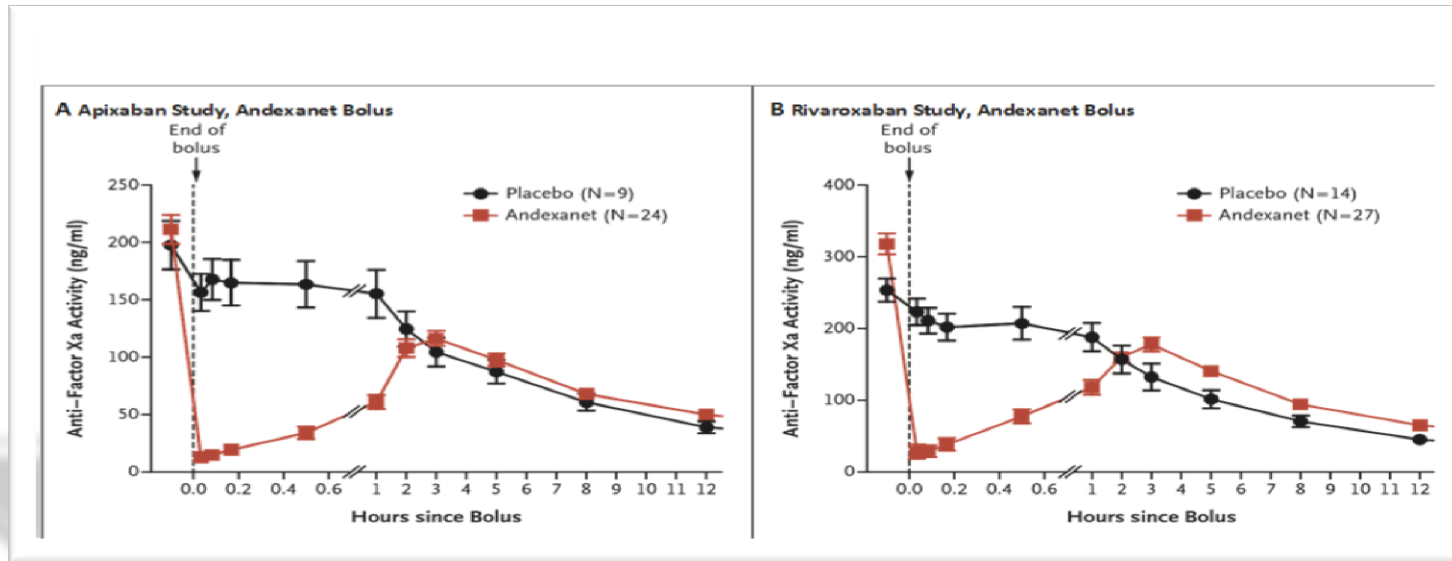 A Apixaban Study, Andexanet Bolus
End of
bolus
Placebo (N=9)
Andexanet (N=24)
Anti-Factor Xa Activity (ng/ml)
250
200
150
100
50
0
0.0 0.2 0.4 0.6 1 2 3 4 5 6 7 8 9 10 11 12
Hours since Bolus
B Rivaroxaban Study, Andexanet Bolus
End of
bolus
Placebo (N=14)
Andexanet (N=27)
Anti-Factor Xa Activity (ng/ml)
400
300
200
100
0
0.0 0.2 0.4 0.6 1 2 3 4 5 6 7 8 9 10 11 12
Hours since Bolus